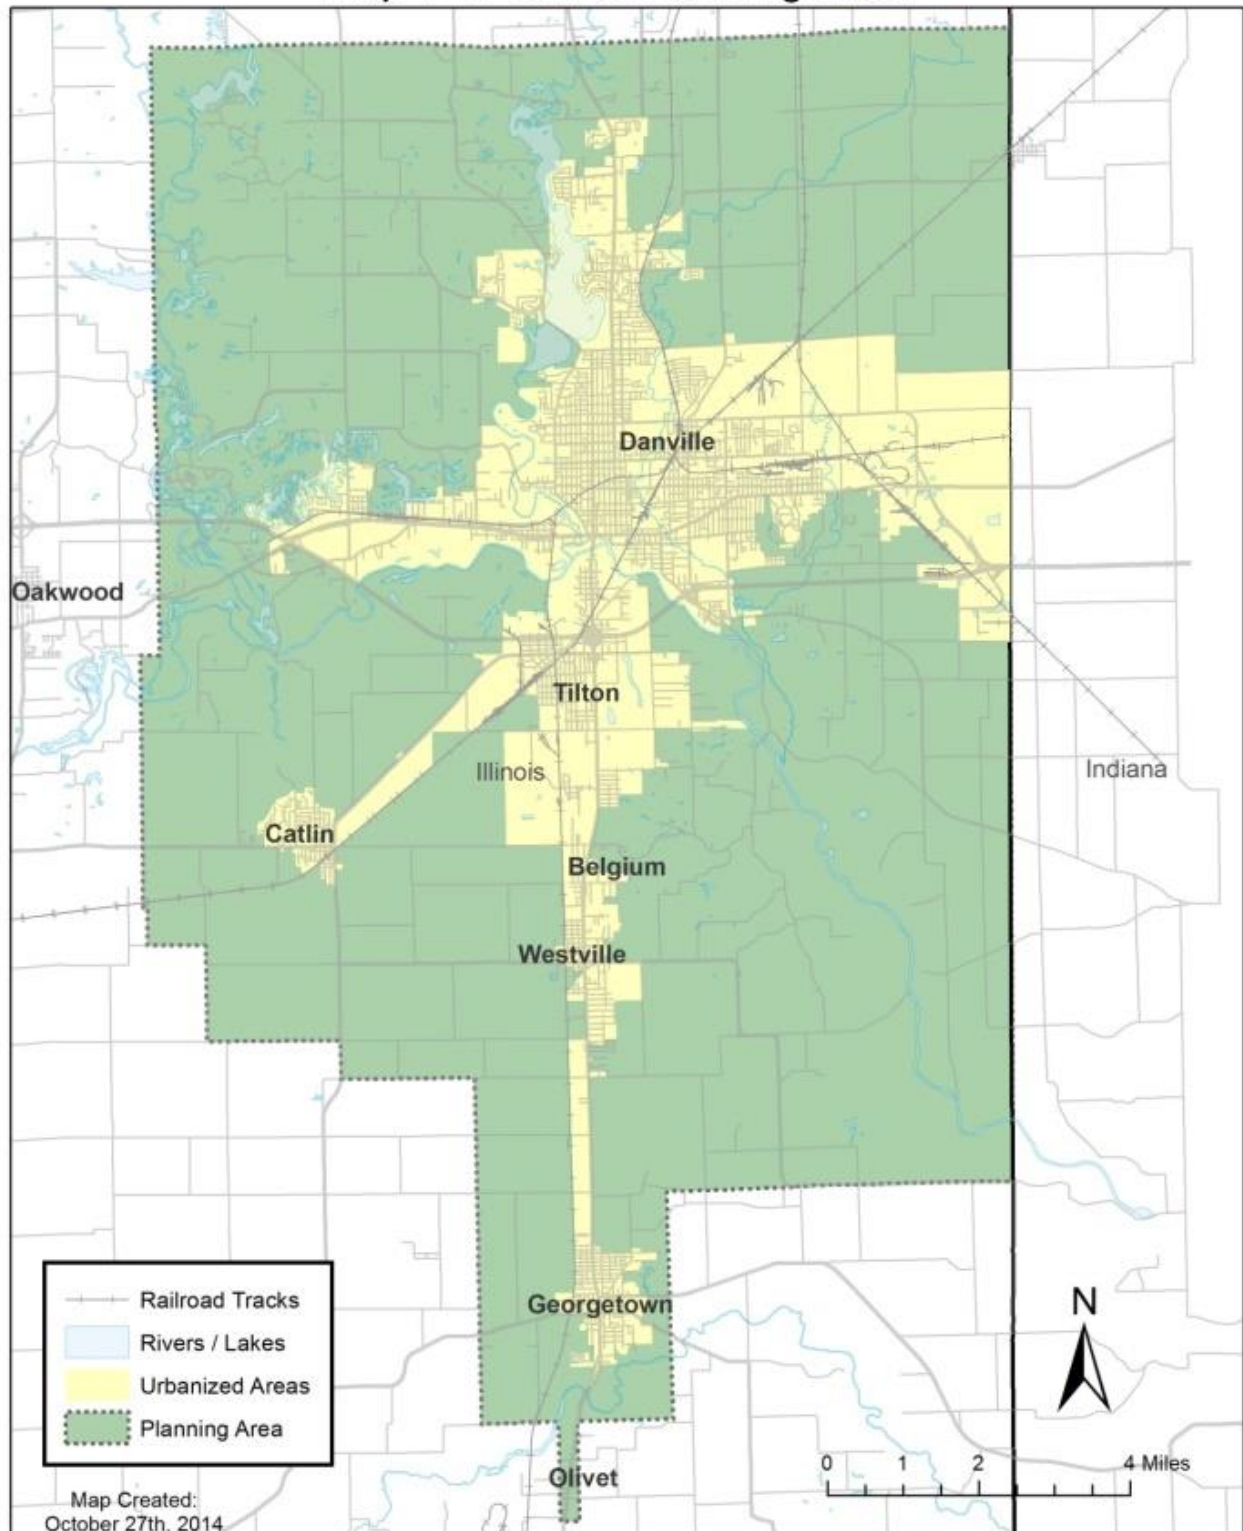 Danville
Oakwood
Tilton
Illinois
Indiana
Catlin
Belgium
Westville
Georgetown
Railroad Tracks
Rivers / Lakes
Urbanized Areas
Planning Area
N
0 1 2 4 Miles
Olivet
Map Created:
October 27th, 2014